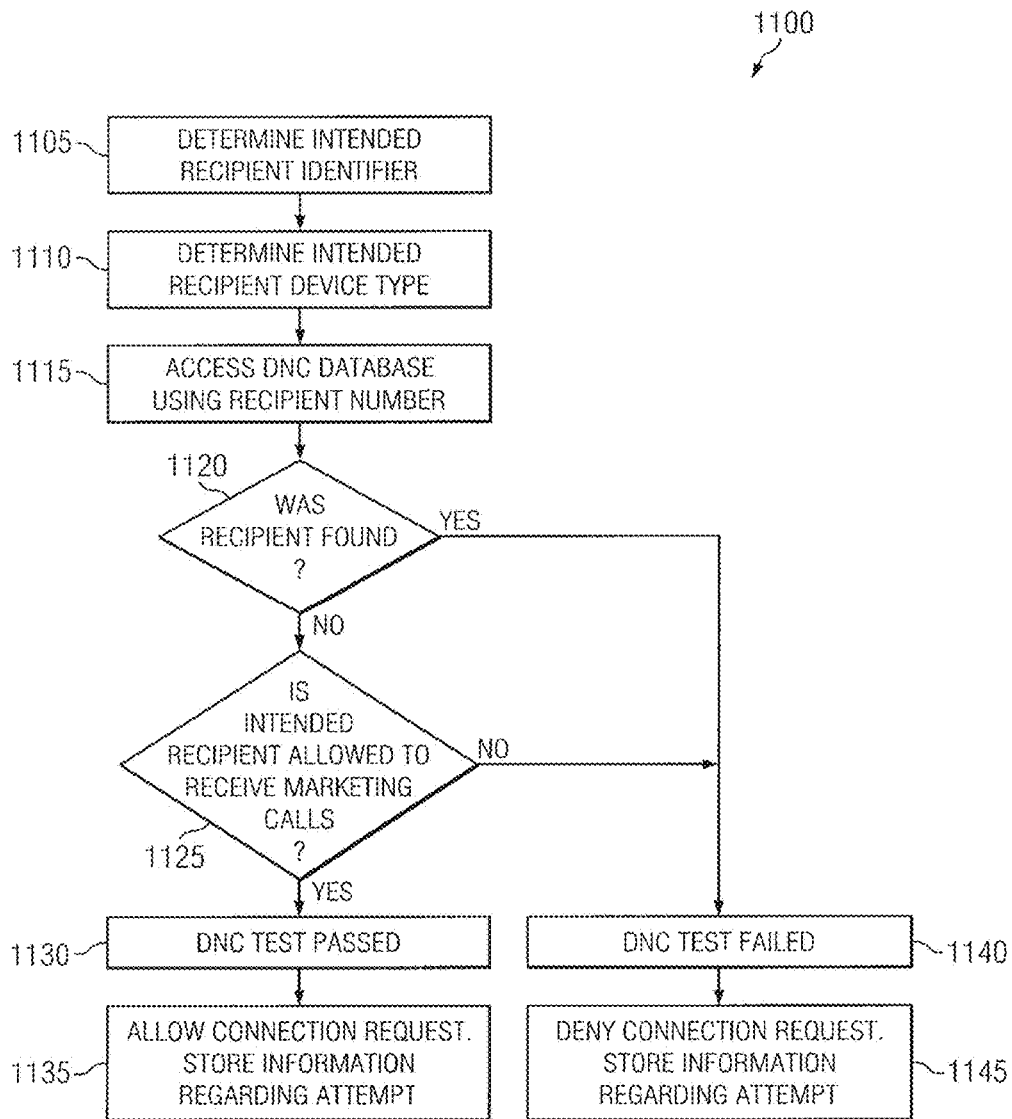 1100
1105
DETERMINE INTENDED
RECIPIENT IDENTIFIER
1110
DETERMINE INTENDED
RECIPIENT DEVICE TYPE
1115
ACCESS DNC DATABASE
USING RECIPIENT NUMBER
1120
WAS
RECIPIENT FOUND
?
YES
NO
IS
INTENDED
RECIPIENT ALLOWED TO
RECEIVE MARKETING
CALLS
?
NO
1125
YES
1130
DNC TEST PASSED
DNC TEST FAILED
1140
1135
ALLOW CONNECTION REQUEST.
STORE INFORMATION
REGARDING ATTEMPT
DENY CONNECTION REQUEST.
STORE INFORMATION
REGARDING ATTEMPT
1145